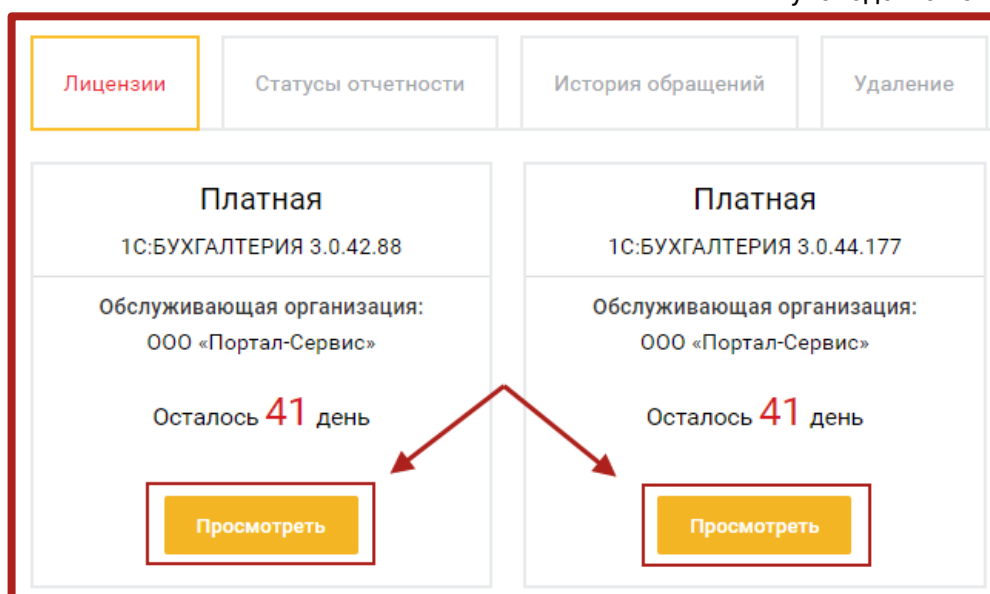 Лицензии
Статусы отчетности
История обращений
Удаление
Платная
1С:БУХГАЛТЕРИЯ 3.0.42.88
Обслуживающая организация:
ООО «Портал-Сервис»
Осталось 41 день
Просмотреть
Платная
1С:БУХГАЛТЕРИЯ 3.0.44.177
Обслуживающая организация:
ООО «Портал-Сервис»
Осталось 41 день
Просмотреть